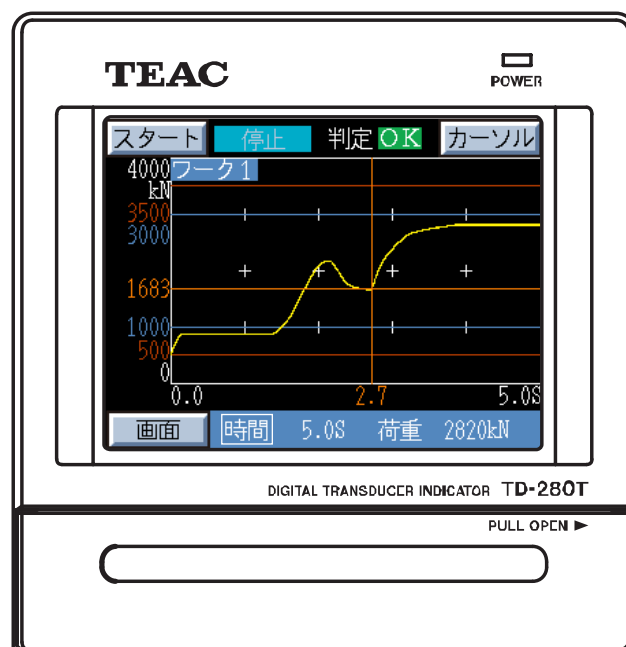 TEAC
POWER
スタート 停止 判定 OK カーソル
4000 ワーク1
kN
3500
3000
1683
1000
500
0
0.0 2.7 5.0S
画面 時間 5.0S 荷重 2820kN
DIGITAL TRANSDUCER INDICATOR TD-280T
PULL OPEN ►